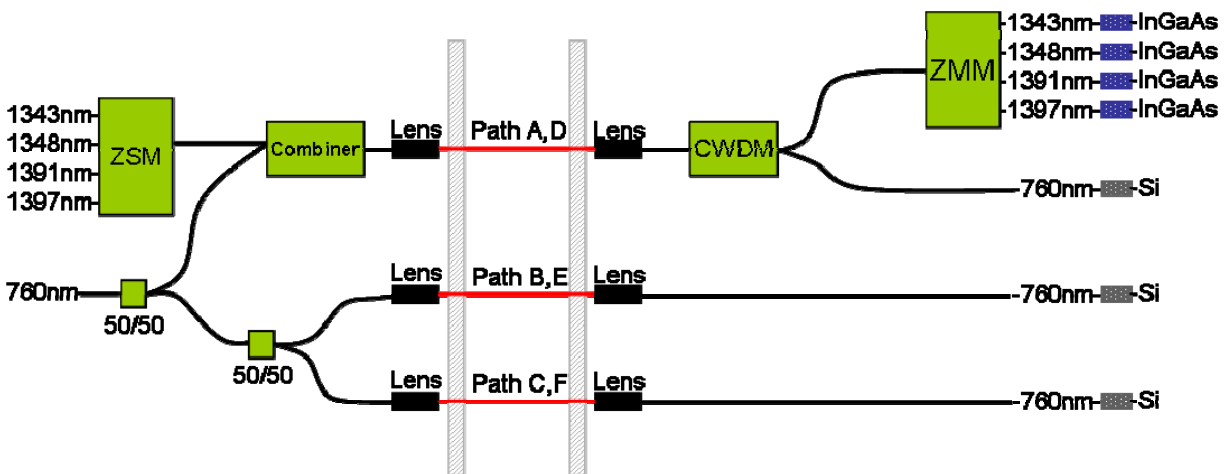 1343nm InGaAs
1348nm InGaAs
ZMM
1391nm InGaAs
1397nm InGaAs
1343nm
1348nm
ZSM
1391nm
1397nm
Combiner
Lens Path A,D Lens
CWDM
760nm Si
760nm
50/50
Lens Path B,E Lens
760nm Si
50/50
Lens Path C,F Lens
760nm Si